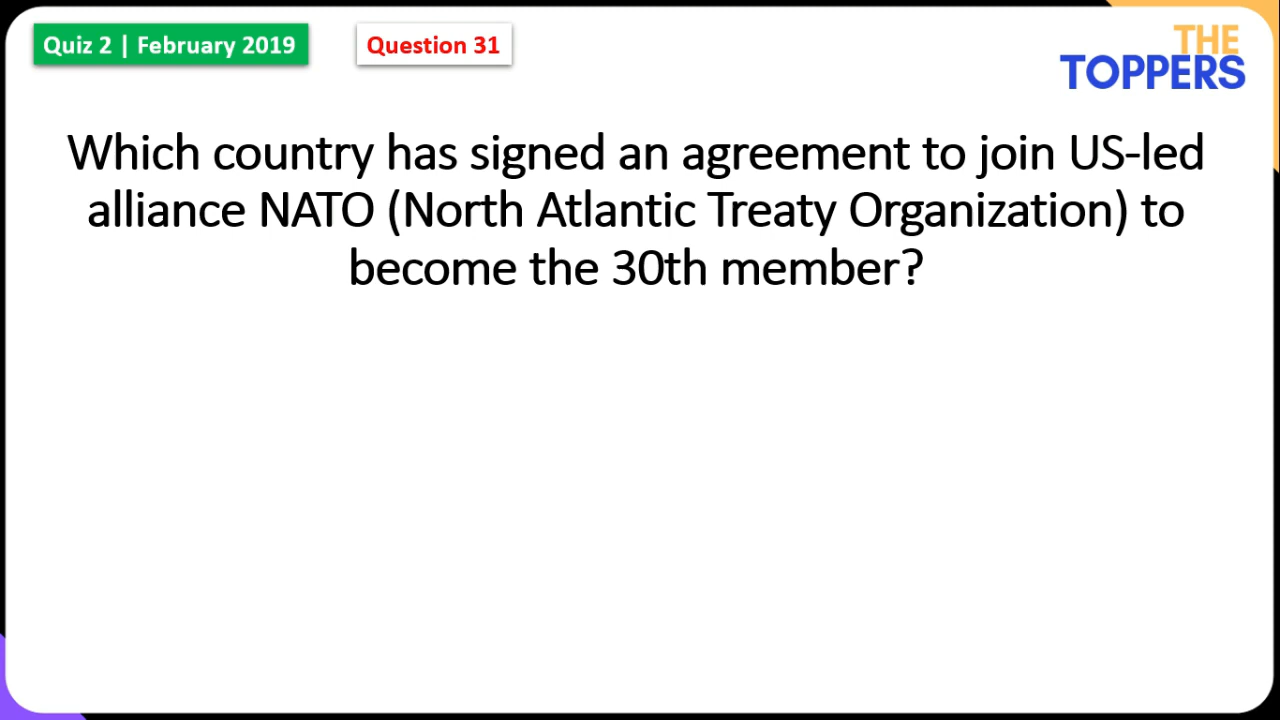 Quiz 2 | February 2019
Question 31
THE
TOPPERS
Which country has signed an agreement to join US-led
alliance NATO (North Atlantic Treaty Organization) to
become the 30th member?